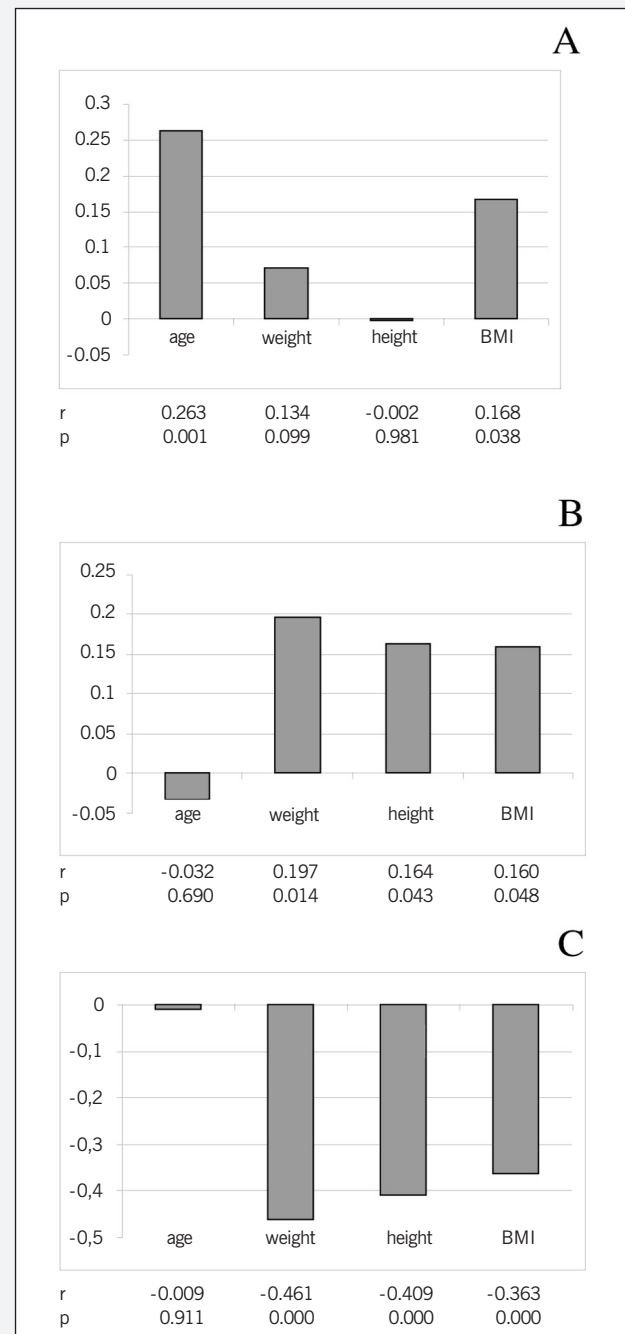 A
0.3
0.25
0.2
0.15
0.1
0.05
0
-0.05
age weight height BMI
r 0.263 0.134 -0.002 0.168
p 0.001 0.099 0.981 0.038
B
0.25
0.2
0.15
0.1
0.05
0
-0.05
age weight height BMI
r -0.032 0.197 0.164 0.160
p 0.690 0.014 0.043 0.048
C
0
-0,1
-0,2
-0,3
-0,4
-0,5
age weight height BMI
r -0.009 -0.461 -0.409 -0.363
p 0.911 0.000 0.000 0.000